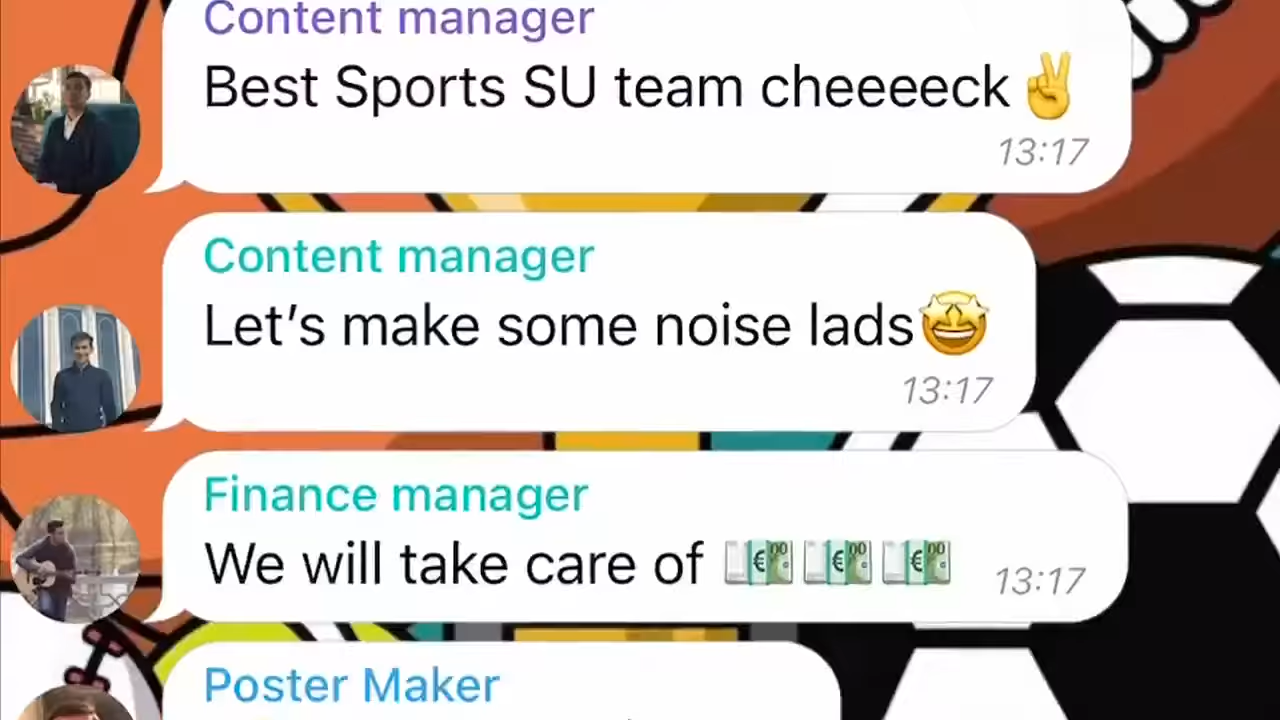 Content manager
Best Sports SU team cheeeeck✌️
13:17
Content manager
Let’s make some noise lads🤩
13:17
Finance manager
We will take care of 💶💶💶 13:17
Poster Maker